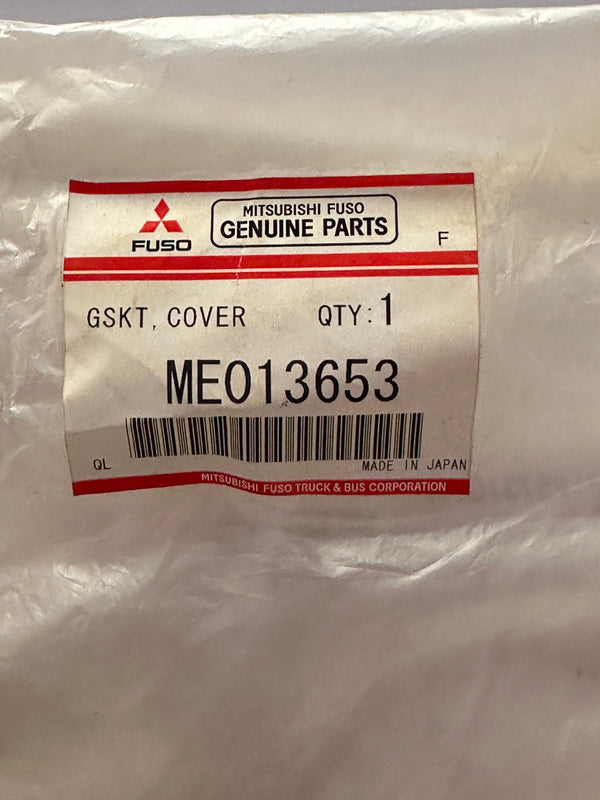 FUSO
MITSUBISHI FUSO
GENUINE PARTS
F
GSKT, COVER QTY:1
ME013653
QL
MADE IN JAPAN
MITSUBISHI FUSO TRUCK & BUS CORPORATION